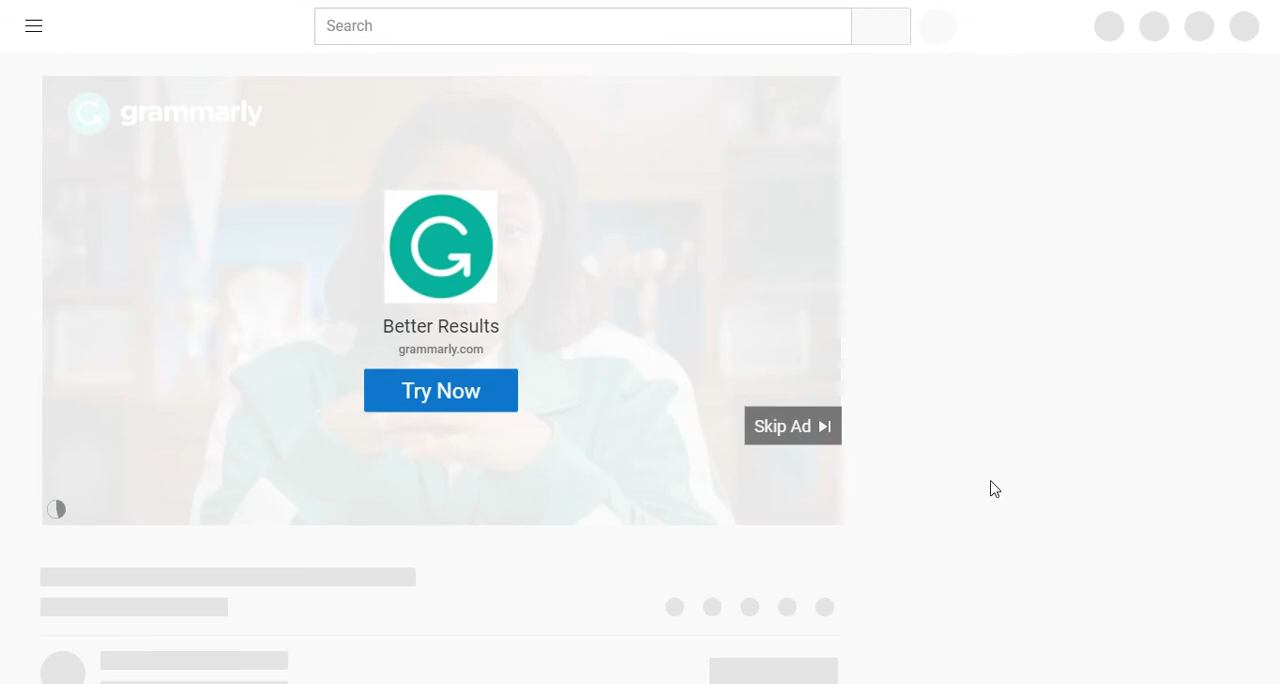 Search
grammarly
Better Results
grammarly.com
Try Now
Skip Ad